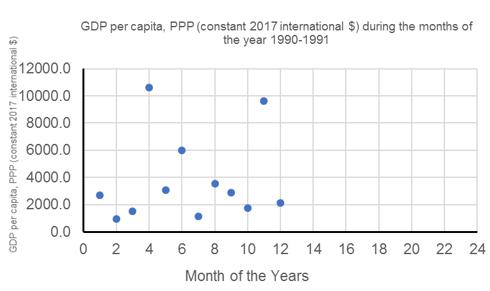 GDP per capita, PPP (constant 2017 international $) during the months of
the year 1990-1991
GDP per capita, PPP (constant 2017 international $)
12000.0
10000.0
8000.0
6000.0
4000.0
2000.0
0.0
0 2 4 6 8 10 12 14 16 18 20 22 24
Month of the Years